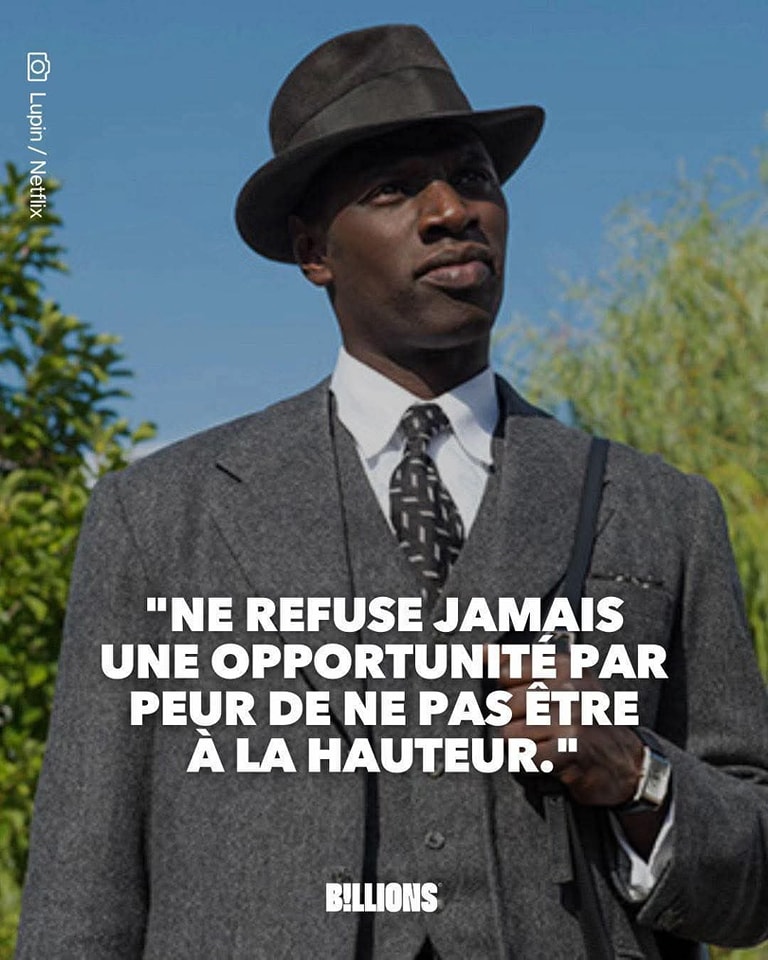 Lupin / Netflix
"NE REFUSE JAMAIS
UNE OPPORTUNITÉ PAR
PEUR DE NE PAS ÊTRE
À LA HAUTEUR."
B!LLIONS